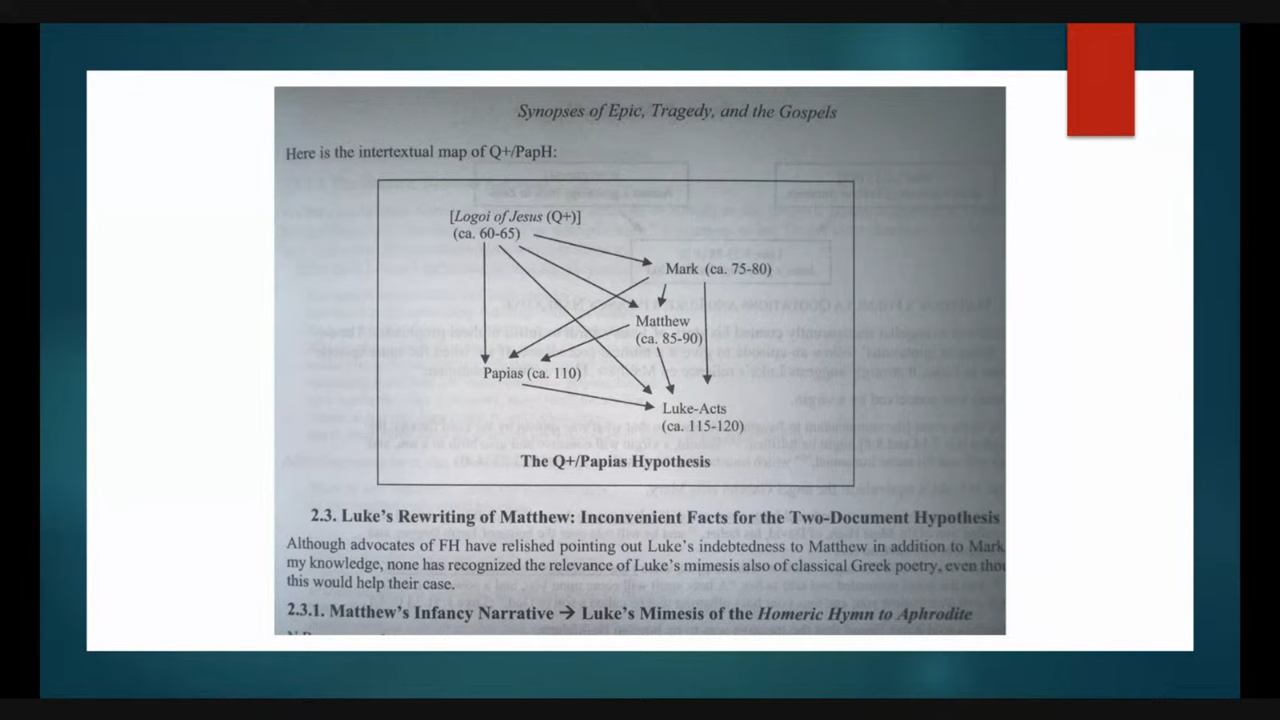 Synopses of Epic, Tragedy, and the Gospels
Here is the intertextual map of Q+/PapH:
[Logoi of Jesus (Q+)]
(ca. 60-65)
Mark (ca. 75-80)
Matthew
(ca. 85-90)
Papias (ca. 110)
Luke-Acts
(ca. 115-120)
The Q+/Papias Hypothesis
2.3. Luke's Rewriting of Matthew: Inconvenient Facts for the Two-Document Hypothesis
Although advocates of FH have relished pointing out Luke's indebtedness to Matthew in addition to Mark
my knowledge, none has recognized the relevance of Luke's mimesis also of classical Greek poetry, even
this would help their case.
2.3.1. Matthew's Infancy Narrative → Luke's Mimesis of the Homeric Hymn to Aphrodite